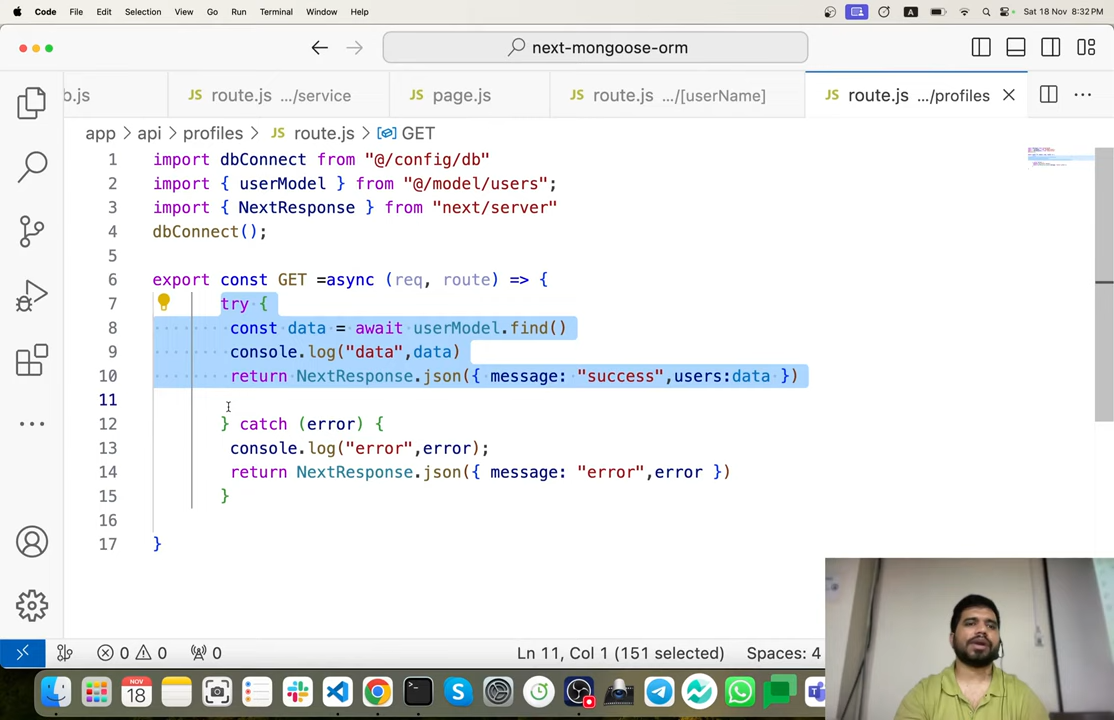 Code File Edit Selection View Go Run Terminal Window Help A Sat 18 Nov 8:32 PM
next-mongoose-orm
b.js JS route.js .../service JS page.js JS route.js .../[userName] JS route.js .../profiles
app > api > profiles > JS route.js > GET
1 import dbConnect from "@/config/db"
2 import { userModel } from "@/model/users";
3 import { NextResponse } from "next/server"
4 dbConnect();
5
6 export const GET =async (req, route) => {
7 try {
8 const data = await userModel.find()
9 console.log("data",data)
10 return NextResponse.json({ message: "success",users:data })
11
12 } catch (error) {
13 console.log("error",error);
14 return NextResponse.json({ message: "error",error })
15 }
16
17 }
0 0 0 Ln 11, Col 1 (151 selected) Spaces: 4
NOV
18